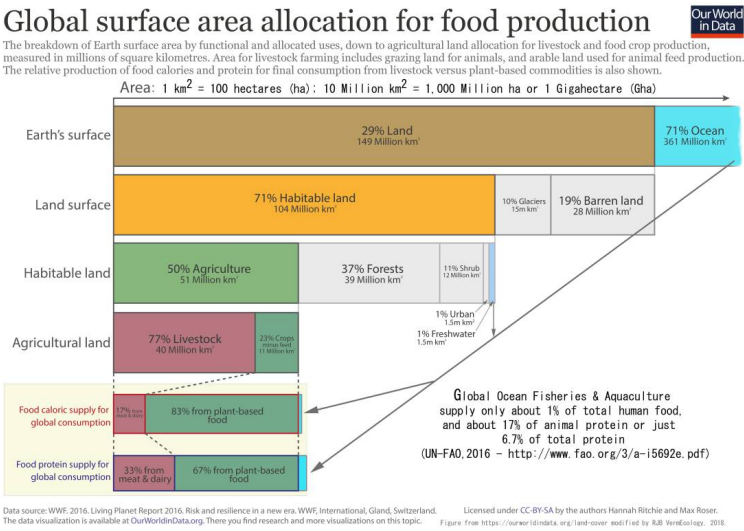 Global surface area allocation for food production
Our World
in Data
The breakdown of Earth surface area by functional and allocated uses, down to agricultural land allocation for livestock and food crop production,
measured in millions of square kilometres. Area for livestock farming includes grazing land for animals, and arable land used for animal feed production.
The relative production of food calories and protein for final consumption from livestock versus plant-based commodities is also shown.
Area: 1 km² = 100 hectares (ha); 10 Million km² = 1,000 Million ha or 1 Gigahectare (Gha)
Earth's surface
29% Land
149 Million km²
71% Ocean
361 Million km²
Land surface
71% Habitable land
104 Million km²
10% Glaciers
15m km²
19% Barren land
28 Million km²
Habitable land
50% Agriculture
51 Million km²
37% Forests
39 Million km²
11% Shrub
12 Million km²
1% Urban
1.5m km²
1% Freshwater
1.5m km²
Agricultural land
77% Livestock
40 Million km²
23% Crops
minus feed
11 Million km²
Food caloric supply for
global consumption
17% from
meat & dairy
83% from plant-based
food
Food protein supply for
global consumption
33% from
meat & dairy
67% from plant-based
food
Global Ocean Fisheries & Aquaculture
supply only about 1% of total human food,
and about 17% of animal protein or just
6.7% of total protein
(UN-FAO,2016 - http://www.fao.org/3/a-i5692e.pdf)
Data source: WWF. 2016. Living Planet Report 2016. Risk and resilience in a new era. WWF, International, Gland, Switzerland.
The data visualization is available at OurWorldinData.org. There you find research and more visualizations on this topic.
Licensed under CC-BY-SA by the authors Hannah Ritchie and Max Roser.
Figure from https://ourworldindata.org/land-cover modified by RJB VermEcology, 2018.